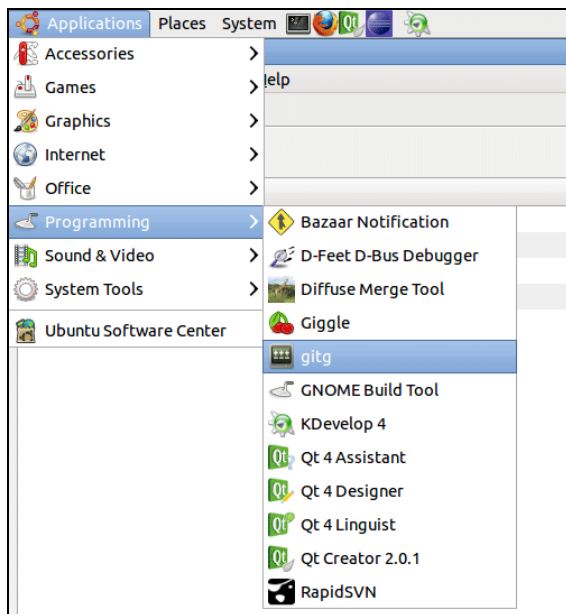 Applications Places System
Accessories
Games
Graphics
Internet
Office
Programming
Sound & Video
System Tools
Ubuntu Software Center
Help
Bazaar Notification
D-Feet D-Bus Debugger
Diffuse Merge Tool
Giggle
gitg
GNOME Build Tool
KDevelop 4
Qt 4 Assistant
Qt 4 Designer
Qt 4 Linguist
Qt Creator 2.0.1
RapidSVN